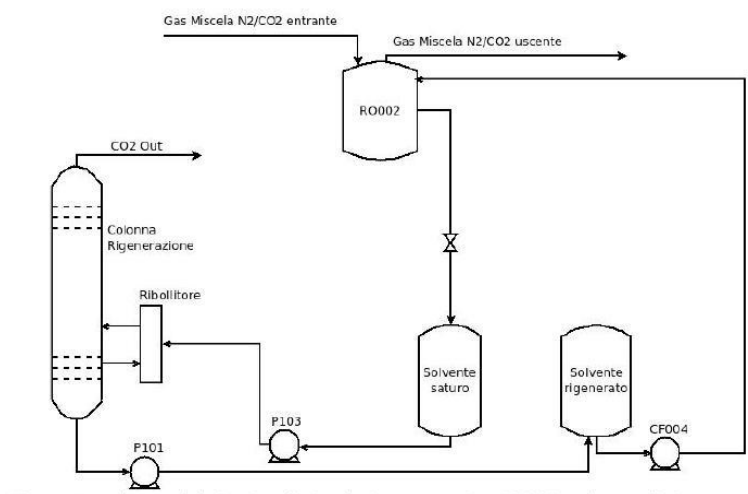 Gas Miscela N2/CO2 entrante
Gas Miscela N2/CO2 uscente
RO002
CO2 Out
Colonna
Rigenerazione
Ribollitore
Solvente
saturo
Solvente
rigenerato
P103
CF004
P101